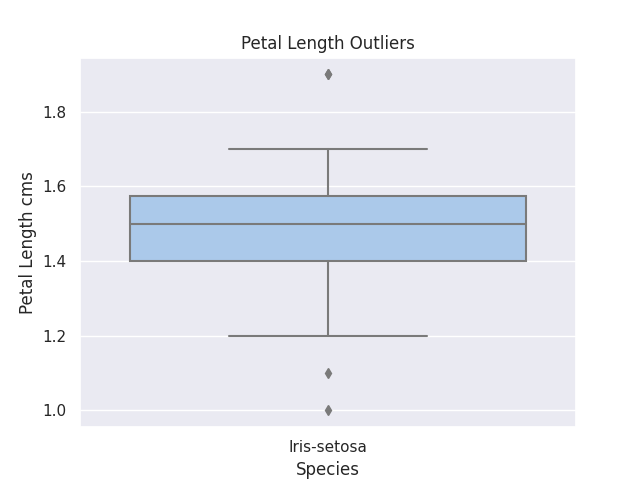 Petal Length Outliers
1.8
1.6
1.4
1.2
1.0
Petal Length cms
Iris-setosa
Species